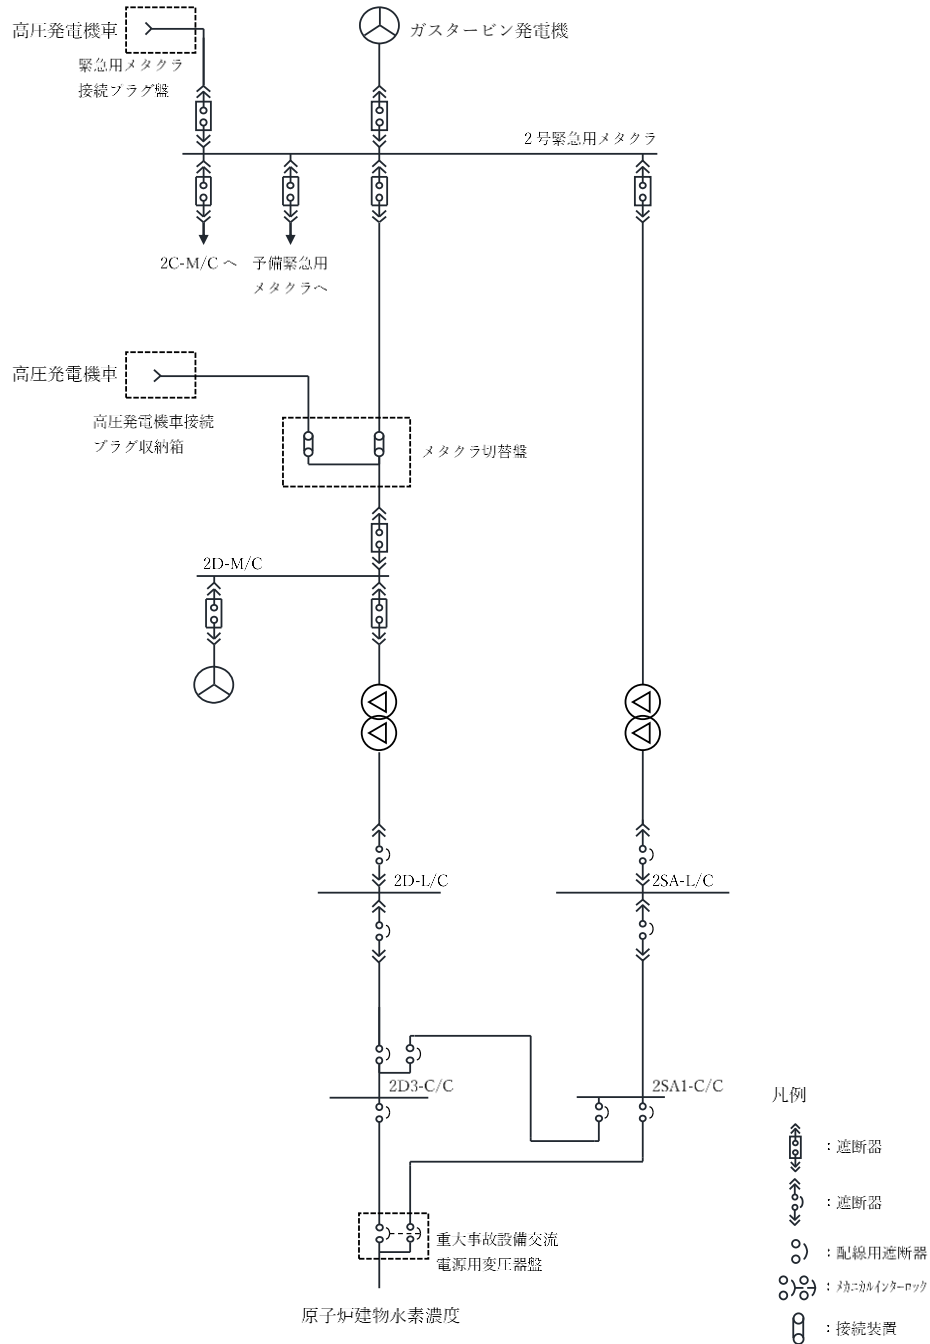 高圧発電機車
ガスタービン発電機
緊急用メタクラ
接続プラグ盤
2号緊急用メタクラ
2C-M/Cへ
予備緊急用
メタクラへ
高圧発電機車
高圧発電機車接続
プラグ収納箱
メタクラ切替盤
2D-M/C
2D-L/C
2SA-L/C
2D3-C/C
2SA1-C/C
凡例
：遮断器
：遮断器
：配線用遮断器
：ﾒｶﾆｶﾙｲﾝﾀｰﾛｯｸ
：接続装置
重大事故設備交流
電源用変圧器盤
原子炉建物水素濃度